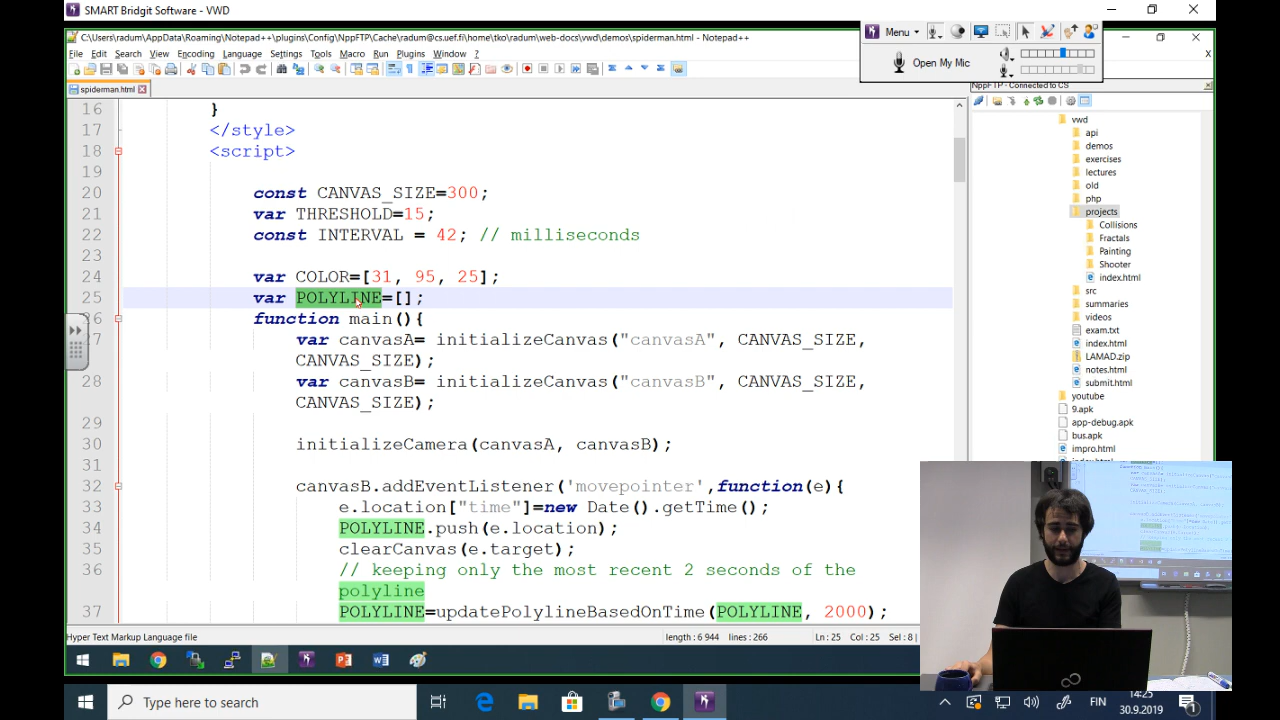 SMART Bridgit Software - VWD
C:\Users\radum\AppData\Roaming\Notepad++\plugins\Config\NppFTP\Cache\radum@cs.uef.fi\home\tko\radum\web-docs\vwd\demos\spiderman.html - Notepad++
Menu
File Edit Search View Encoding Language Settings Tools Macro Run Plugins Window ?
X
Open My Mic
spiderman.html
NppFTP - Connected to CS
16 }
17 </style>
18 <script>
19
20 const CANVAS_SIZE=300;
21 var THRESHOLD=15;
22 const INTERVAL = 42; // milliseconds
23
24 var COLOR=[31, 95, 25];
25 var POLYLINE=[];
26 function main(){
27 var canvasA= initializeCanvas("canvasA", CANVAS_SIZE,
CANVAS_SIZE);
28 var canvasB= initializeCanvas("canvasB", CANVAS_SIZE,
CANVAS_SIZE);
29
30 initializeCamera(canvasA, canvasB);
31
32 canvasB.addEventListener('movepointer',function(e){
33 e.location["time"]=new Date().getTime();
34 POLYLINE.push(e.location);
35 clearCanvas(e.target);
36 // keeping only the most recent 2 seconds of the
polyline
37 POLYLINE=updatePolylineBasedOnTime(POLYLINE, 2000);
vwd
api
demos
exercises
lectures
old
php
projects
Collisions
Fractals
Painting
Shooter
index.html
src
summaries
videos
exam.txt
index.html
LAMAD.zip
notes.html
submit.html
youtube
9.apk
app-debug.apk
bus.apk
impro.html
Hyper Text Markup Language file
length : 6 944 lines : 266
Ln : 25 Col : 25 Sel : 8 |
Type here to search
FIN
14:25
30.9.2019
1